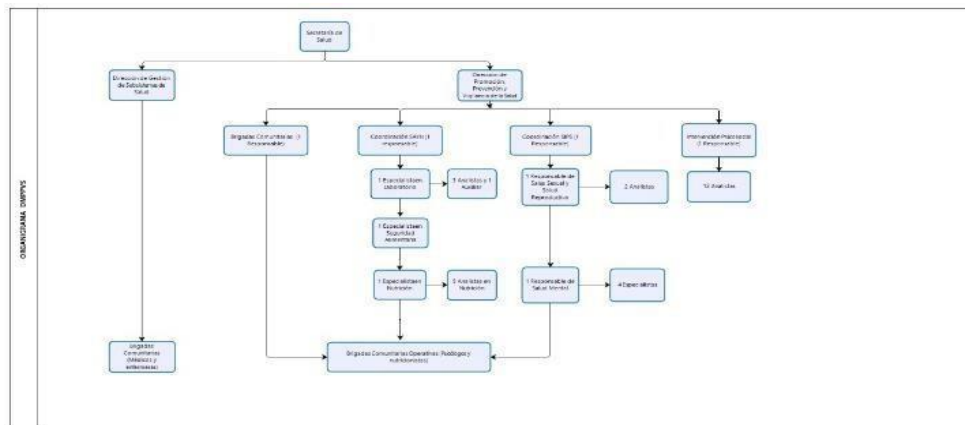 ORGANIGRAMA DMPPVS
Secretaría de
Salud
Dirección de Gestión
de Subsistemas de
Salud
Dirección de
Promoción,
Prevención y
Vigilancia de la Salud
Brigadas Comunitarias (1
Responsable)
Coordinación (1
responsable)
Coordinación SIPS (1
Responsable)
Intervención Psicosocial
(1 Responsable)
1 Especialista en
Laboratorio
3 Analistas y 1
Auxiliar
1 Responsable de
Salud Sexual y
Salud
Reproductiva
2 Analistas
12 Analistas
1 Especialista en
Seguridad
Alimentaria
1 Especialista en
Nutrición
Analistas en
Nutrición
1 Responsable de
Salud Mental
4 Especialistas
Brigadas
Comunitarias
(Médicos y
enfermeras)
Brigadas Comunitarias Operativas (Psicólogos y
nutricionistas)